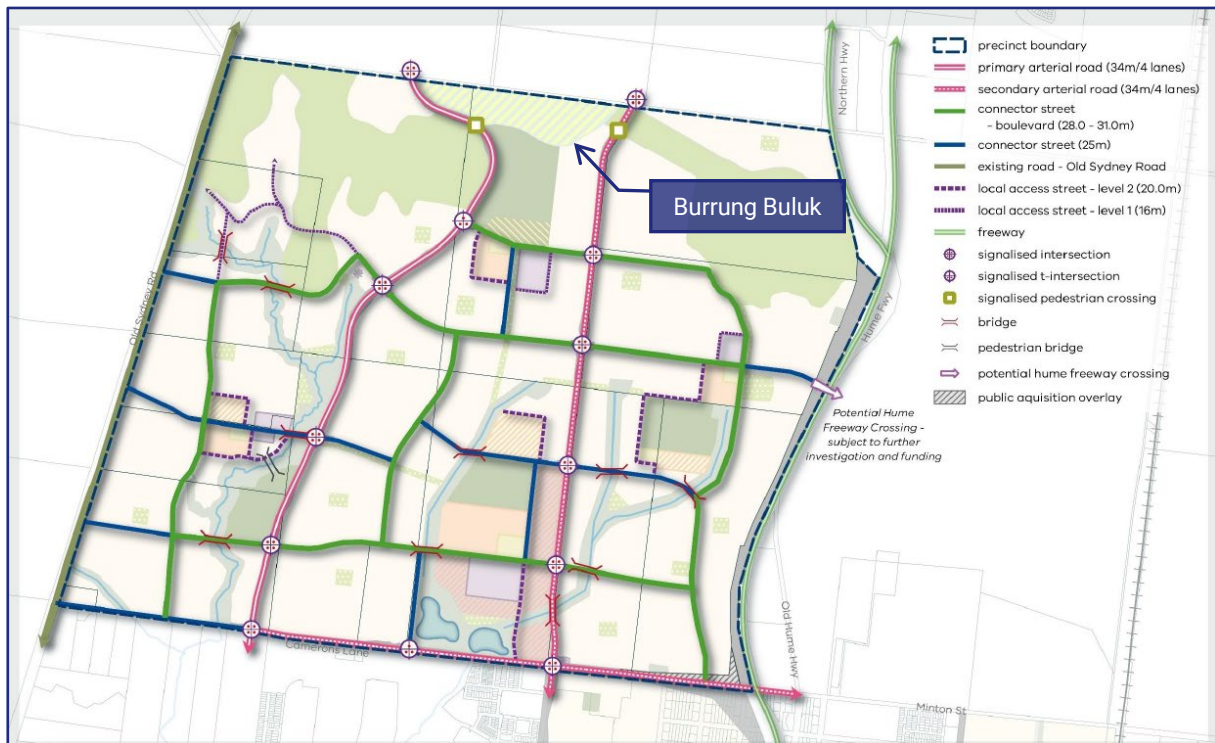 Northern Hwy
precinct boundary
primary arterial road (34m/4 lanes)
secondary arterial road (34m/4 lanes)
connector street
- boulevard (28.0 - 31.0m)
connector street (25m)
existing road - Old Sydney Road
local access street - level 2 (20.0m)
local access street - level 1 (16m)
freeway
signalised intersection
signalised t-intersection
signalised pedestrian crossing
bridge
pedestrian bridge
potential hume freeway crossing
public aquisition overlay
Burrung Buluk
Old Sydney Rd
Hume Fwy
Potential Hume
Freeway Crossing -
subject to further
investigation and funding
Old Hume Hwy
Camerons Lane
Minton St